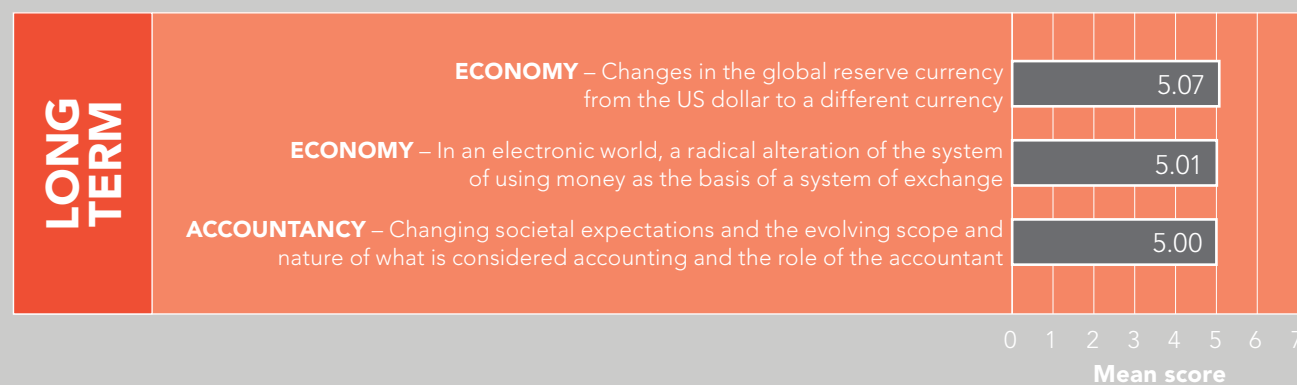 LONG
TERM
ECONOMY – Changes in the global reserve currency
from the US dollar to a different currency
5.07
ECONOMY – In an electronic world, a radical alteration of the system
of using money as the basis of a system of exchange
5.01
ACCOUNTANCY – Changing societal expectations and the evolving scope and
nature of what is considered accounting and the role of the accountant
5.00
0 1 2 3 4 5 6 7
Mean score